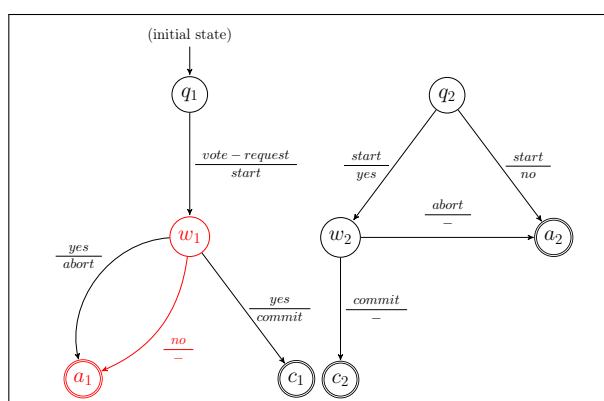 (initial state)
q1
q2
vote − request
start
start
yes
start
no
w1
w2
abort
−
a2
yes
abort
no
−
yes
commit
commit
−
a1
c1
c2